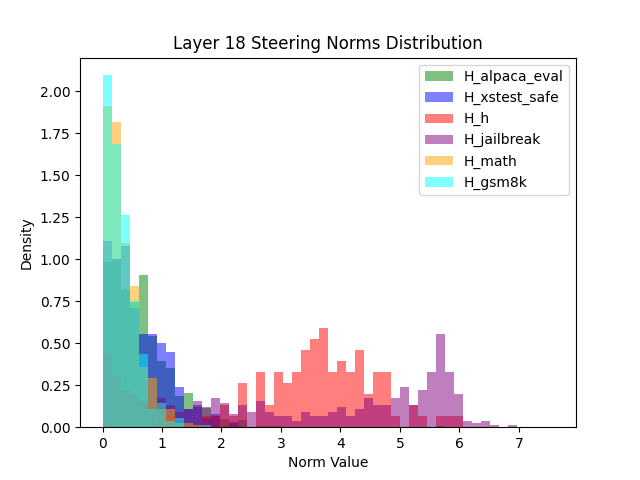 Layer 18 Steering Norms Distribution
H_alpaca_eval
H_xstest_safe
H_h
H_jailbreak
H_math
H_gsm8k
Density
2.00
1.75
1.50
1.25
1.00
0.75
0.50
0.25
0.00
0 1 2 3 4 5 6 7
Norm Value